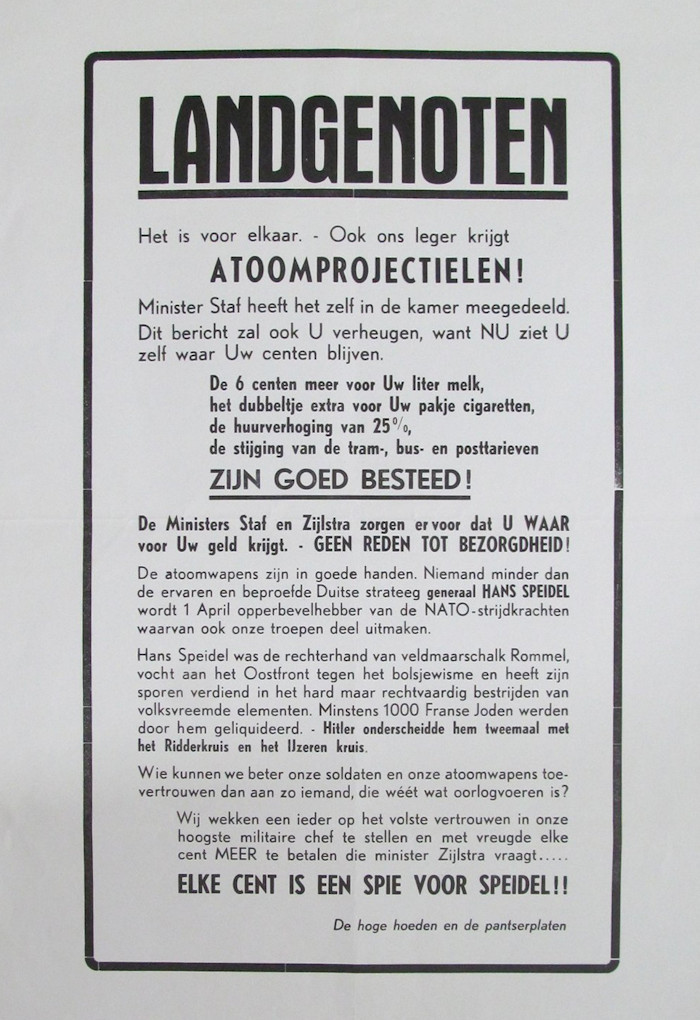 LANDGENOTEN
Het is voor elkaar. - Ook ons leger krijgt
ATOOMPROJECTIELEN!
Minister Staf heeft het zelf in de kamer meegedeeld.
Dit bericht zal ook U verheugen, want NU ziet U
zelf waar Uw centen blijven.
De 6 centen meer voor Uw liter melk,
het dubbeltje extra voor Uw pakje cigaretten,
de huurverhoging van 25%,
de stijging van de tram-, bus- en posttarieven
ZIJN GOED BESTEED!
De Ministers Staf en Zijlstra zorgen ervoor dat U WAAR
voor Uw geld krijgt. - GEEN REDEN TOT BEZORGDHEID!
De atoomwapens zijn in goede handen. Niemand minder dan
de ervaren en beproefde Duitse strateeg generaal HANS SPEIDEL
wordt 1 April opperbevelhebber van de NATO-strijdkrachten
waarvan ook onze troepen deel uitmaken.
Hans Speidel was de rechterhand van veldmaarschalk Rommel,
vocht aan het Oostfront tegen het bolsjewisme en heeft zijn
sporen verdiend in het hard maar rechtvaardig bestrijden van
volksvreemde elementen. Minstens 1000 Franse Joden werden
door hem geliquideerd. - Hitler onderscheidde hem tweemaal met
het Ridderkruis en het IJzeren kruis.
Wie kunnen we beter onze soldaten en onze atoomwapens toe-
vertrouwen dan aan zo iemand, die wéét wat oorlogvoeren is?
Wij wekken een ieder op het volste vertrouwen in onze
hoogste militaire chef te stellen en met vreugde elke
cent MEER te betalen die minister Zijlstra vraagt.....
ELKE CENT IS EEN SPIE VOOR SPEIDEL!!
De hoge hoeden en de pantserplaten